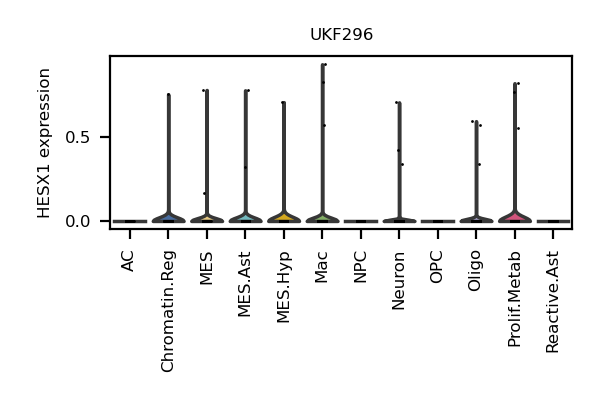 UKF296
HESX1 expression
0.5
0.0
AC
Chromatin.Reg
MES
MES.Ast
MES.Hyp
Mac
NPC
Neuron
OPC
Oligo
Prolif.Metab
Reactive.Ast